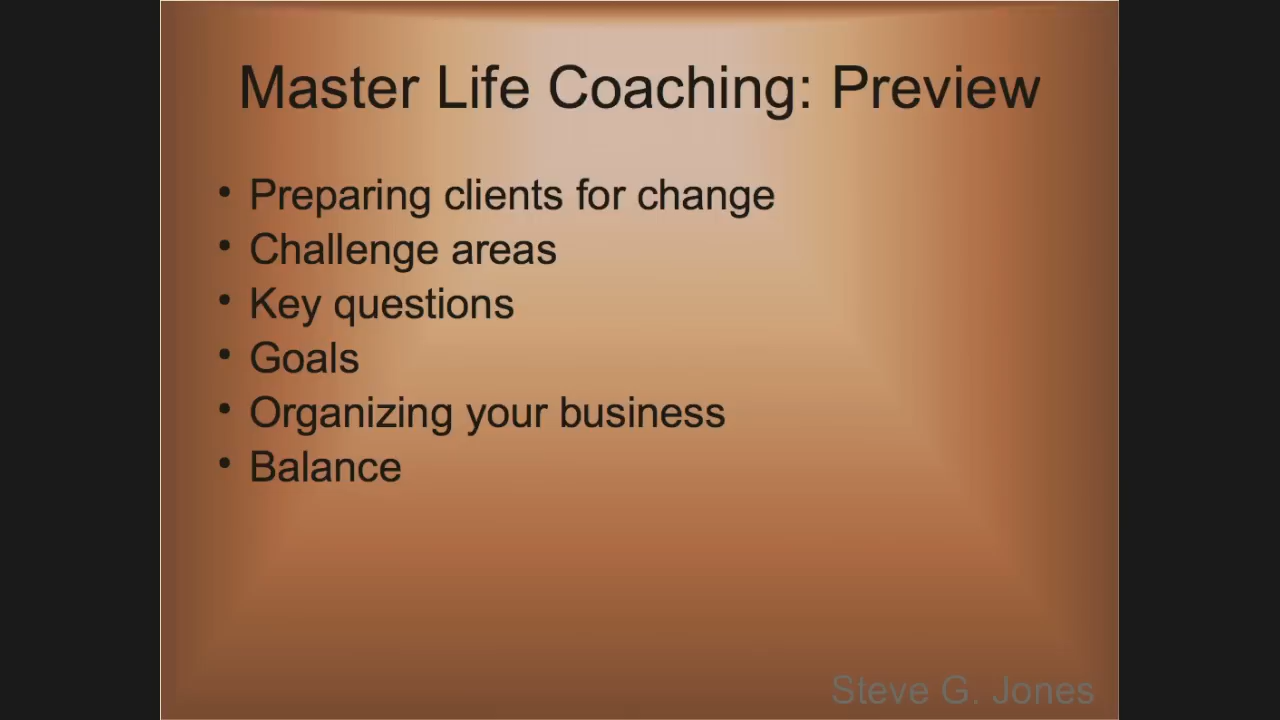 Master Life Coaching: Preview
• Preparing clients for change
• Challenge areas
• Key questions
• Goals
• Organizing your business
• Balance
Steve G. Jones